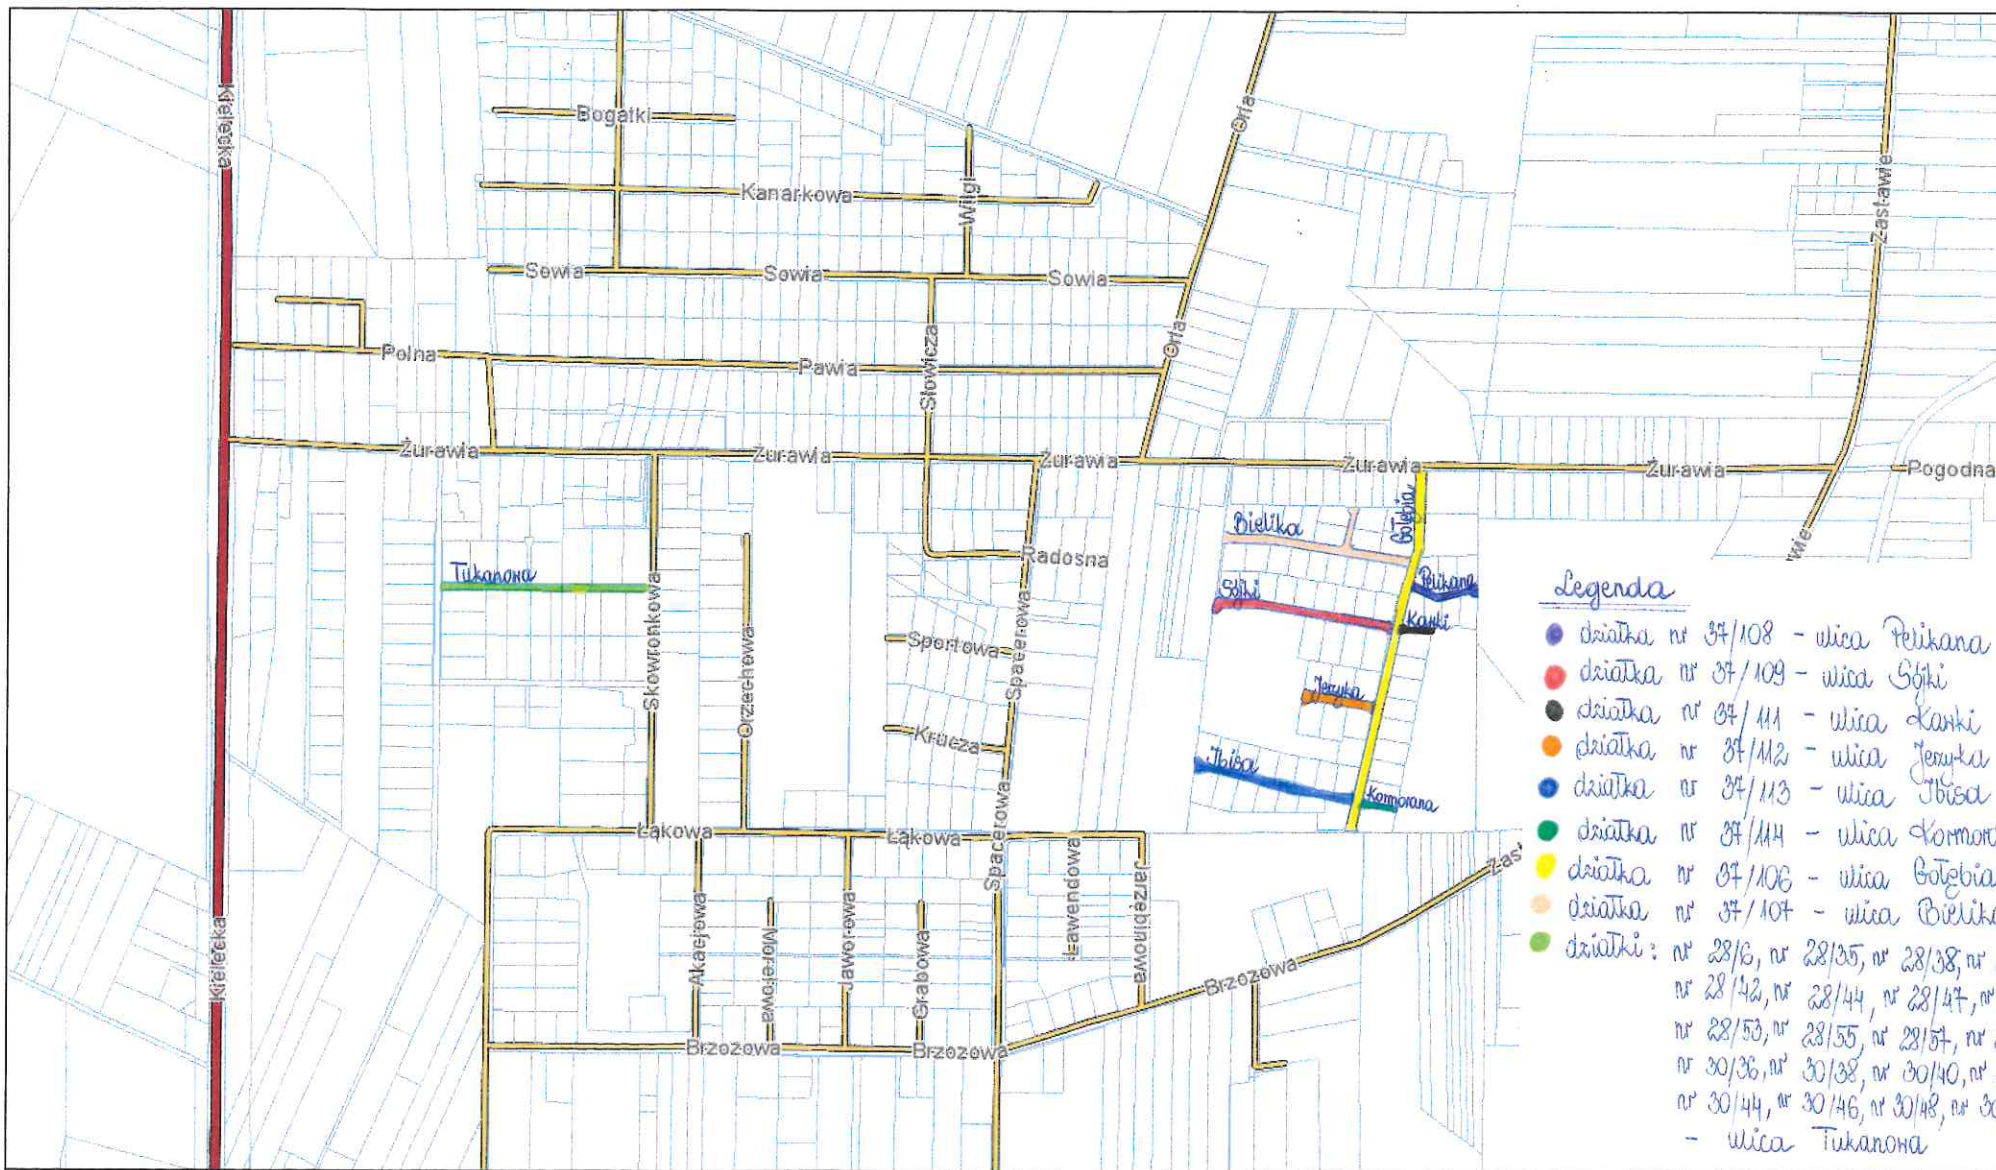 Kielecka
Bogatki
Kanarkowa
Wilgi
Orla
Zastawie
Sowia
Sowia
Sowia
Polna
Pawia
Słowicza
Orla
Żurawia
Żurawia
Żurawia
Żurawia
Żurawia
Pogodna
Gołębia
Bielika
Radosna
Tukanowa
Skowronkowa
Pelikana
Sójki
Kawki
Orzechowa
Sportowa
Spacerowa
Jerzyka
Krucza
Ibisa
Kormorana
Łąkowa
Łąkowa
Spacerowa
Kielecka
Akacjowa
Morelowa
Jaworowa
Grabowa
Lawendowa
Jarzębinowa
Brzozowa
Brzozowa
Brzozowa
Zas
wie
Legenda
działka nr 37/108 - ulica Pelikana
działka nr 37/109 - ulica Sójki
działka nr 37/111 - ulica Kawki
działka nr 37/112 - ulica Jerzyka
działka nr 37/113 - ulica Ibisa
działka nr 37/114 - ulica Kormor
działka nr 37/106 - ulica Gołębia
działka nr 37/107 - ulica Bielika
działki: nr 28/6, nr 28/35, nr 28/38, nr
nr 28/42, nr 28/44, nr 28/47, nr
nr 28/53, nr 28/55, nr 28/57, nr
nr 30/36, nr 30/38, nr 30/40, nr
nr 30/44, nr 30/46, nr 30/48, nr 30
- ulica Tukanowa